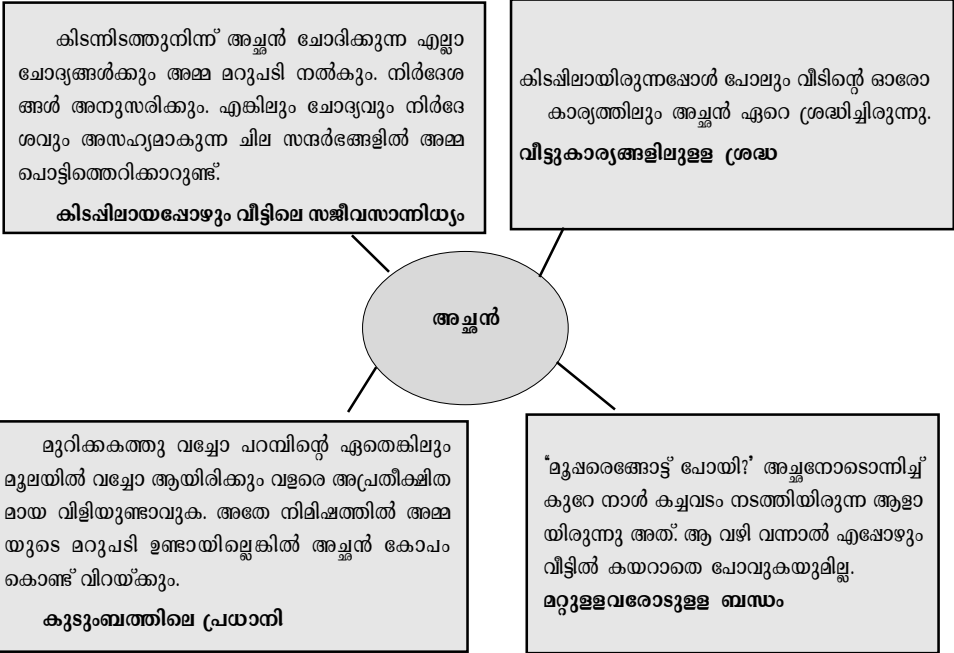 കിടന്നിടത്തുനിന്ന് അച്ഛൻ ചോദിക്കുന്ന എല്ലാ
ചോദ്യങ്ങൾക്കും അമ്മ മറുപടി നൽകും. നിർദേശ
ങ്ങൾ അനുസരിക്കും. എങ്കിലും ചോദ്യവും നിർദേ
ശവും അസഹ്യമാകുന്ന ചില സന്ദർഭങ്ങളിൽ അമ്മ
പൊട്ടിത്തെറിക്കാറുണ്ട്.
കിടപ്പിലായപ്പോഴും വീട്ടിലെ സജീവസാന്നിധ്യം
കിടപ്പിലായിരുന്നപ്പോൾ പോലും വീടിന്റെ ഓരോ
കാര്യത്തിലും അച്ഛൻ ഏറെ ശ്രദ്ധിച്ചിരുന്നു.
വീട്ടുകാര്യങ്ങളിലുളള ശ്രദ്ധ
അച്ഛൻ
മുറിക്കകത്തു വച്ചോ പറമ്പിന്റെ ഏതെങ്കിലും
മൂലയിൽ വച്ചോ ആയിരിക്കും വളരെ അപ്രതീക്ഷിത
മായ വിളിയുണ്ടാവുക. അതേ നിമിഷത്തിൽ അമ്മ
യുടെ മറുപടി ഉണ്ടായില്ലെങ്കിൽ അച്ഛൻ കോപം
കൊണ്ട് വിറയ്ക്കും.
കുടുംബത്തിലെ പ്രധാനി
“മൂപ്പരെങ്ങോട്ട് പോയി?” അച്ഛനോടൊന്നിച്ച്
കുറേ നാൾ കച്ചവടം നടത്തിയിരുന്ന ആളാ
യിരുന്നു അത്. ആ വഴി വന്നാൽ എപ്പോഴും
വീട്ടിൽ കയറാതെ പോവുകയുമില്ല.
മറ്റുളളവരോടുളള ബന്ധം